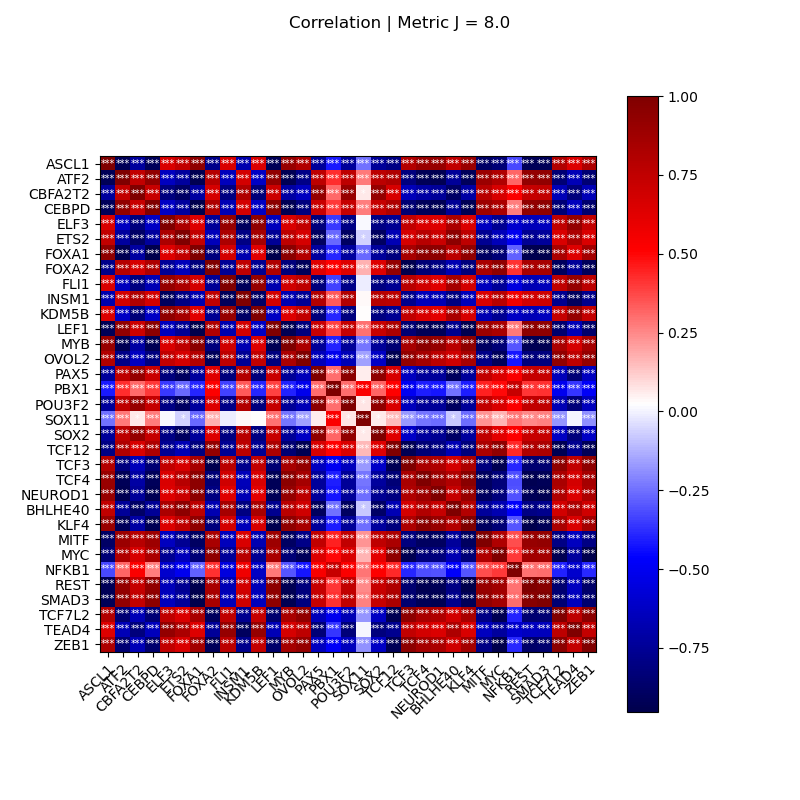 Correlation | Metric J = 8.0
1.00
0.75
0.50
0.25
0.00
−0.25
−0.50
−0.75
ASCL1
ATF2
CBFA2T2
CEBPD
ELF3
ETS2
FOXA1
FOXA2
FLI1
INSM1
KDM5B
LEF1
MYB
OVOL2
PAX5
PBX1
POU3F2
SOX11
SOX2
TCF12
TCF3
TCF4
NEUROD1
BHLHE40
KLF4
MITF
MYC
NFKB1
REST
SMAD3
TCF7L2
TEAD4
ZEB1
ASCL1
ATF2
CBFA2T2
CEBPD
ELF3
ETS2
FOXA1
FOXA2
FLI1
INSM1
KDM5B
LEF1
MYB
OVOL2
PAX5
PBX1
POU3F2
SOX11
SOX2
TCF12
TCF3
TCF4
NEUROD1
BHLHE40
KLF4
MITF
MYC
NFKB1
REST
SMAD3
TCF7L2
TEAD4
ZEB1